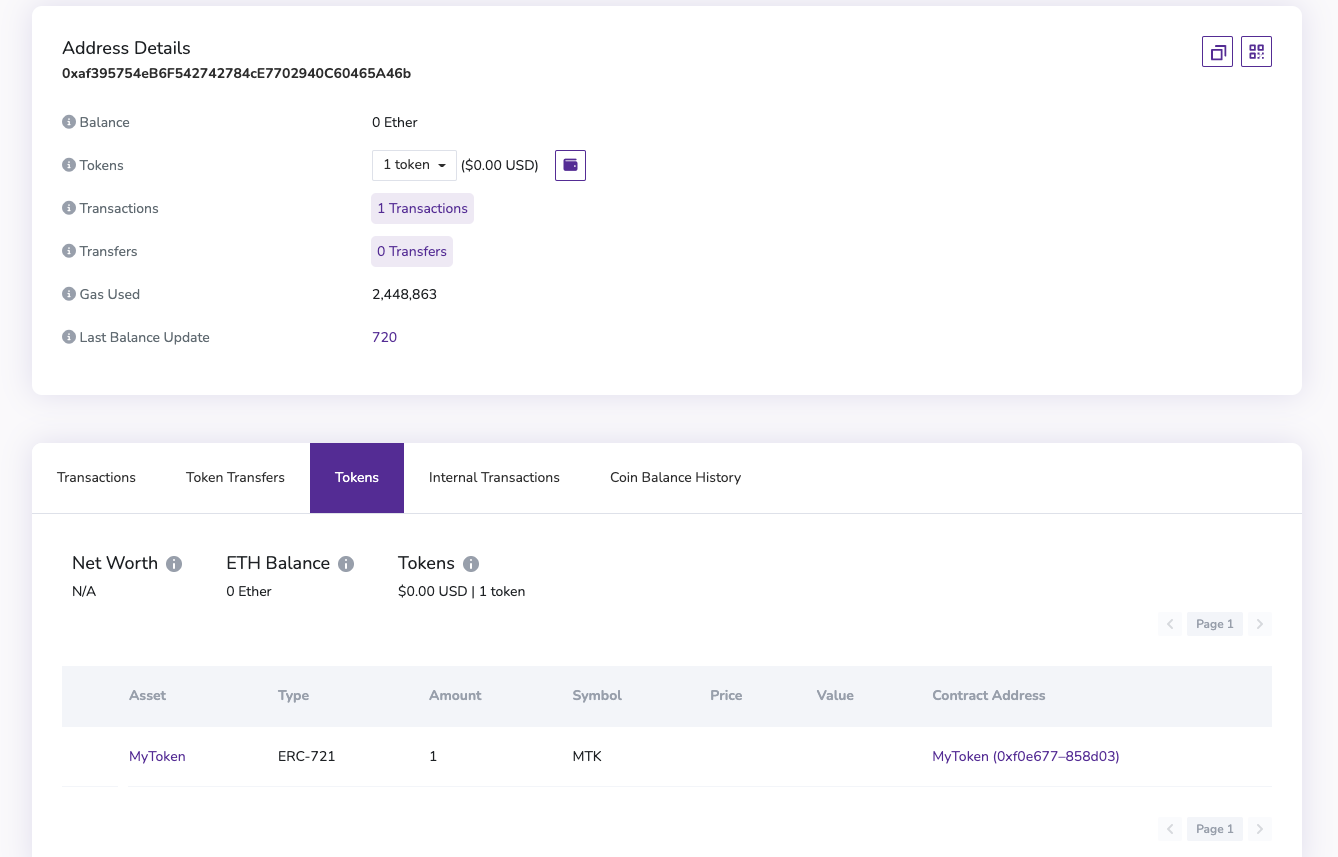 Address Details
0xaf395754eB6F542742784cE7702940C60465A46b
Balance 0 Ether
Tokens 1 token ($0.00 USD)
Transactions 1 Transactions
Transfers 0 Transfers
Gas Used 2,448,863
Last Balance Update 720
Transactions Token Transfers Tokens Internal Transactions Coin Balance History
Net Worth ETH Balance Tokens
N/A 0 Ether $0.00 USD | 1 token
Page 1
Asset Type Amount Symbol Price Value Contract Address
MyToken ERC-721 1 MTK MyToken (0xf0e677–858d03)
Page 1